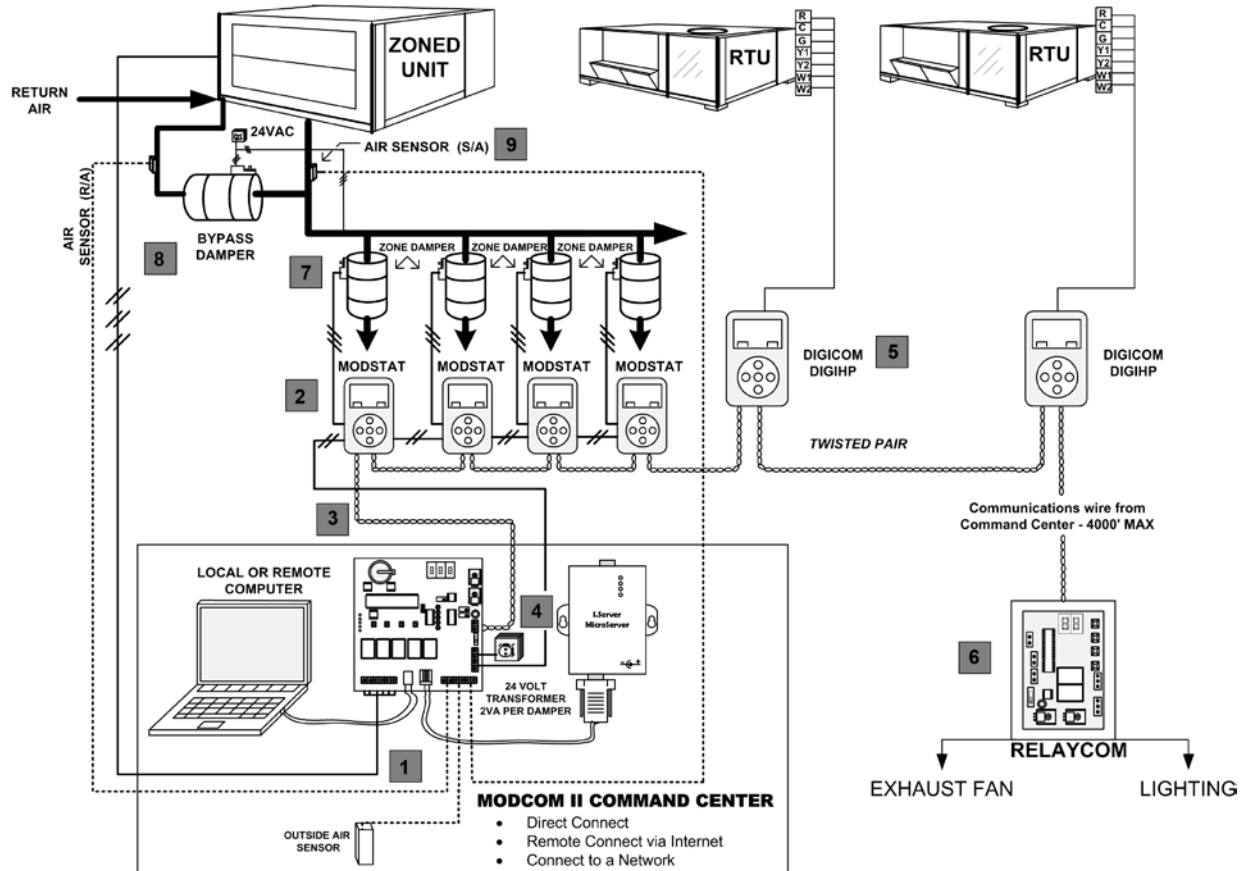 ZONED
UNIT
RETURN
AIR
24VAC
AIR SENSOR (S/A)
9
AIR
SENSOR (R/A)
BYPASS
DAMPER
8
7
ZONE DAMPER
ZONE DAMPER
ZONE DAMPER
RTU
R
C
G
Y1
Y2
W1
W2
RTU
R
C
G
Y1
Y2
W1
W2
MODSTAT
MODSTAT
MODSTAT
MODSTAT
2
DIGICOM
DIGIHP
5
DIGICOM
DIGIHP
TWISTED PAIR
3
Communications wire from
Command Center - 4000' MAX
LOCAL OR REMOTE
COMPUTER
4
I.Server
MicroServer
24 VOLT
TRANSFORMER
2VA PER DAMPER
1
6
RELAYCOM
EXHAUST FAN
LIGHTING
OUTSIDE AIR
SENSOR
MODCOM II COMMAND CENTER
• Direct Connect
• Remote Connect via Internet
• Connect to a Network